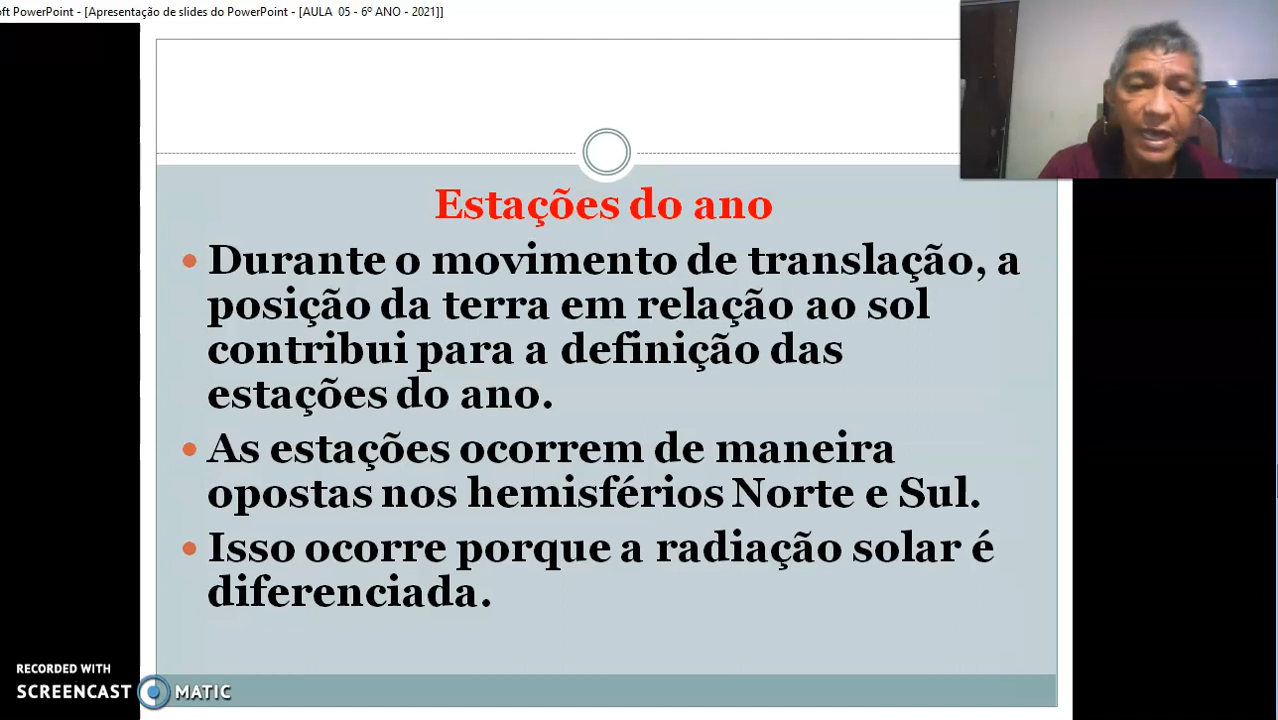 oft PowerPoint - [Apresentação de slides do PowerPoint - [AULA 05 - 6º ANO - 2021]]
Estações do ano
• Durante o movimento de translação, a
posição da terra em relação ao sol
contribui para a definição das
estações do ano.
• As estações ocorrem de maneira
opostas nos hemisférios Norte e Sul.
• Isso ocorre porque a radiação solar é
diferenciada.
RECORDED WITH
SCREENCAST MATIC